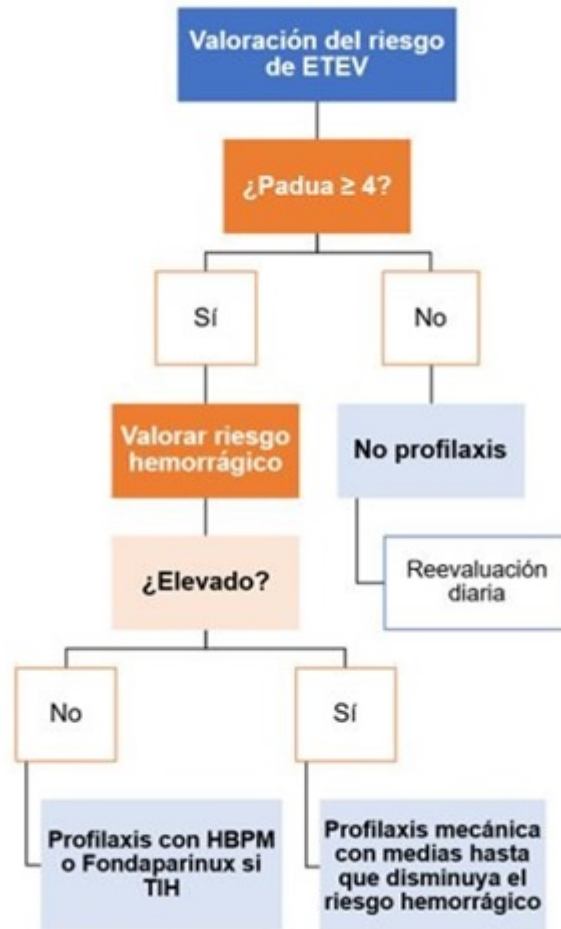 Valoración del riesgo
de ETEV
¿Padua ≥ 4?
Sí
No
Valorar riesgo
hemorrágico
No profilaxis
¿Elevado?
Reevaluación
diaria
No
Sí
Profilaxis con HBPM
o Fondaparinux si
TIH
Profilaxis mecánica
con medias hasta
que disminuya el
riesgo hemorrágico